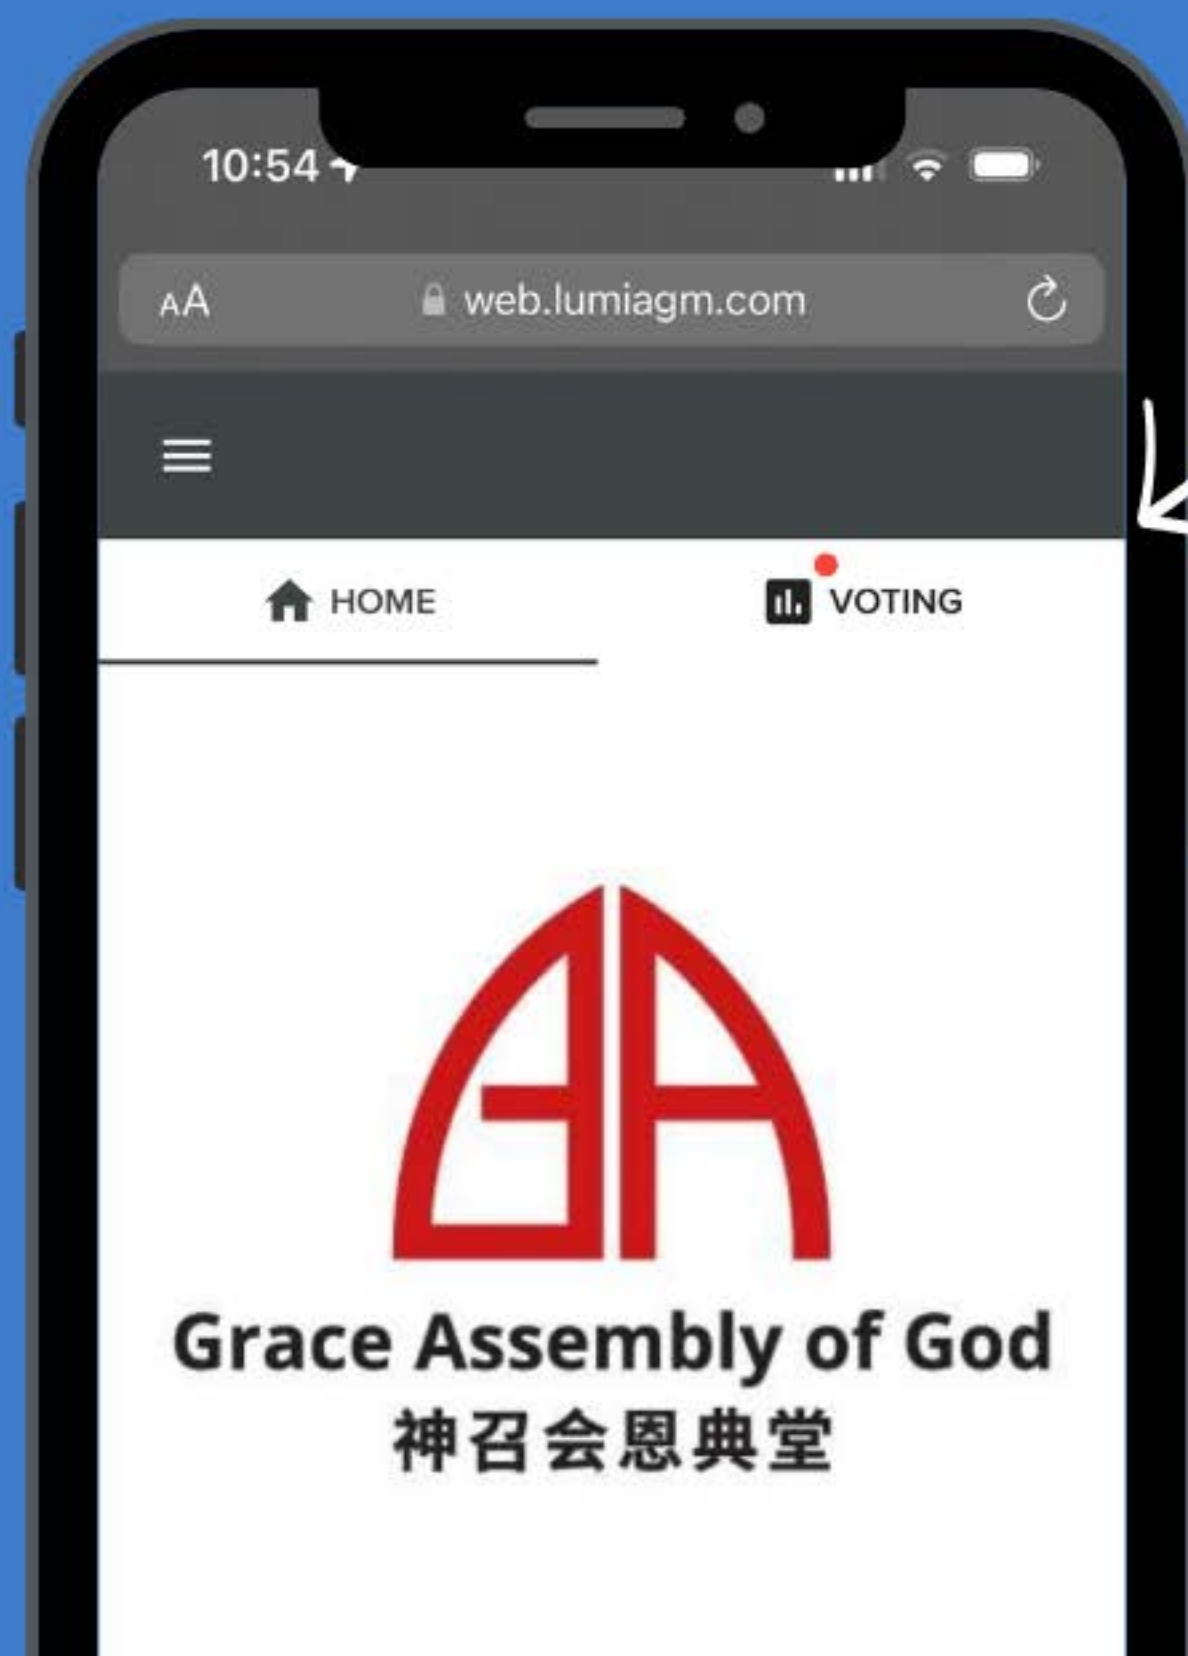 10:54
AA web.lumiagm.com
HOME VOTING
Grace Assembly of God
神召会恩典堂